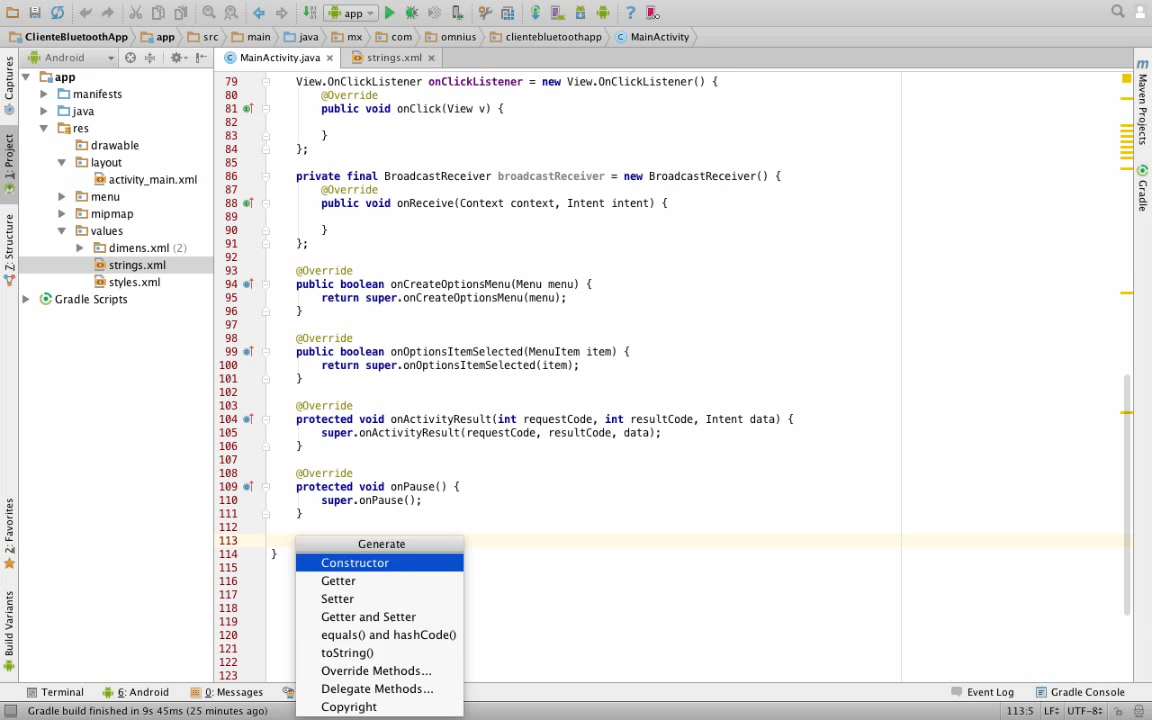 app
ClienteBluetoothApp app src main java mx com omnius clientebluetoothapp MainActivity
Android
MainActivity.java strings.xml
Captures
1: Project
Z: Structure
2: Favorites
Build Variants
app
manifests
java
res
drawable
layout
activity_main.xml
menu
mipmap
values
dimens.xml (2)
strings.xml
styles.xml
Gradle Scripts
79 View.OnClickListener onClickListener = new View.OnClickListener() {
80 @Override
81 public void onClick(View v) {
82
83 }
84 };
85
86 private final BroadcastReceiver broadcastReceiver = new BroadcastReceiver() {
87 @Override
88 public void onReceive(Context context, Intent intent) {
89
90 }
91 };
92
93 @Override
94 public boolean onCreateOptionsMenu(Menu menu) {
95 return super.onCreateOptionsMenu(menu);
96 }
97
98 @Override
99 public boolean onOptionsItemSelected(MenuItem item) {
100 return super.onOptionsItemSelected(item);
101 }
102
103 @Override
104 protected void onActivityResult(int requestCode, int resultCode, Intent data) {
105 super.onActivityResult(requestCode, resultCode, data);
106 }
107
108 @Override
109 protected void onPause() {
110 super.onPause();
111 }
112
113
114 }
115
116
117
118
119
120
121
122
123
Generate
Constructor
Getter
Setter
Getter and Setter
equals() and hashCode()
toString()
Override Methods...
Delegate Methods...
Copyright
Maven Projects
Gradle
Terminal 6: Android 0: Messages Event Log Gradle Console
Gradle build finished in 9s 45ms (25 minutes ago) 113:5 LF÷ UTF-8÷